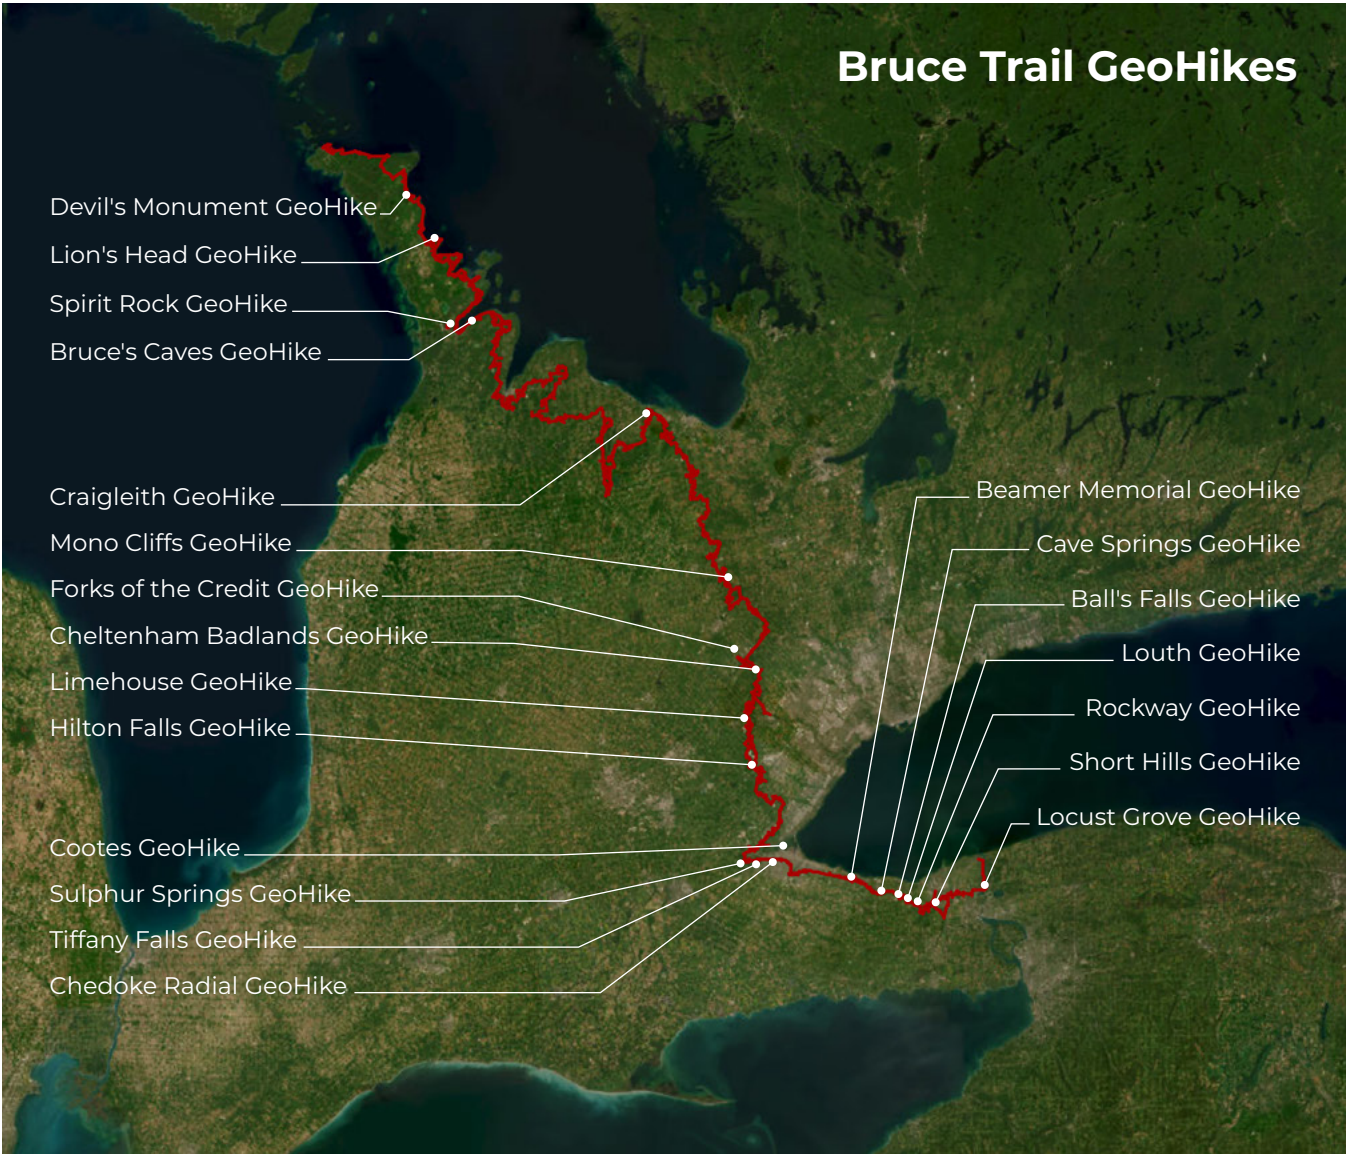 Bruce Trail GeoHikes
Devil's Monument GeoHike
Lion's Head GeoHike
Spirit Rock GeoHike
Bruce's Caves GeoHike
Craigleith GeoHike
Mono Cliffs GeoHike
Forks of the Credit GeoHike
Cheltenham Badlands GeoHike
Limehouse GeoHike
Hilton Falls GeoHike
Cootes GeoHike
Sulphur Springs GeoHike
Tiffany Falls GeoHike
Chedoke Radial GeoHike
Beamer Memorial GeoHike
Cave Springs GeoHike
Ball's Falls GeoHike
Louth GeoHike
Rockway GeoHike
Short Hills GeoHike
Locust Grove GeoHike